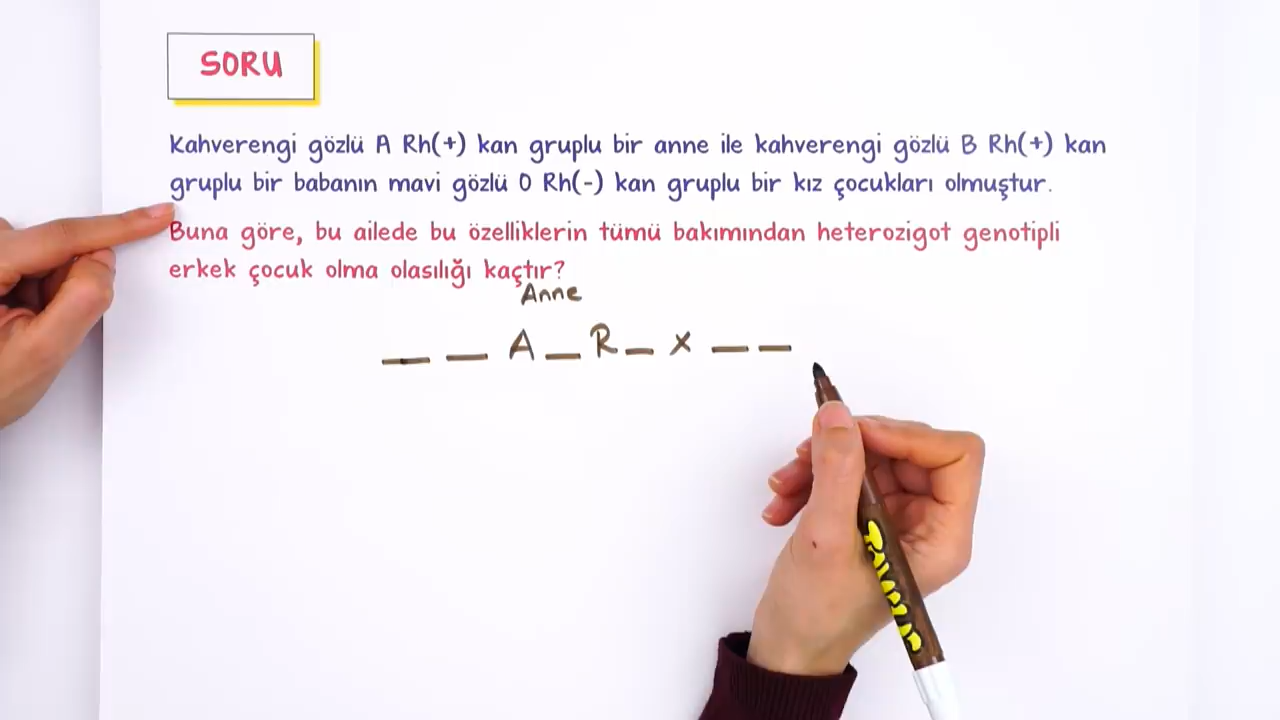 SORU
Kahverengi gözlü A Rh(+) kan gruplu bir anne ile kahverengi gözlü B Rh(+) kan
gruplu bir babanın mavi gözlü 0 Rh(-) kan gruplu bir kız çocukları olmuştur.
Buna göre, bu ailede bu özelliklerin tümü bakımından heterozigot genotipli
erkek çocuk olma olasılığı kaçtır?
Anne
_ _ A _ R _ x _ _